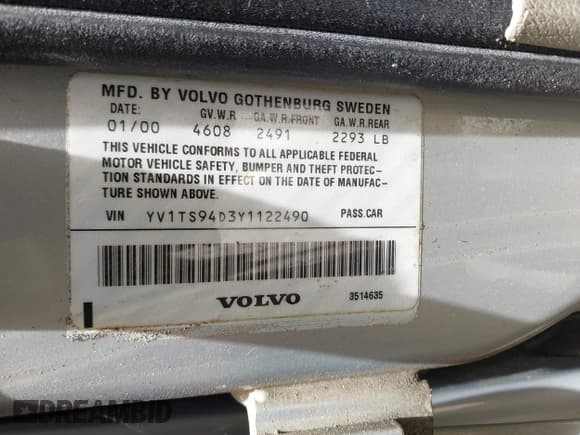 MFD. BY VOLVO GOTHENBURG SWEDEN
DATE: GV.W.R GA.W.R.FRONT GA.W.R.REAR
01/00 4608 2491 2293 LB
THIS VEHICLE CONFORMS TO ALL APPLICABLE FEDERAL
MOTOR VEHICLE SAFETY, BUMPER AND THEFT PROTEC-
TION STANDARDS IN EFFECT ON THE DATE OF MANUFAC-
TURE SHOWN ABOVE.
VIN YV1TS94D3Y1122490 PASS.CAR
VOLVO 3514635
DREAMBID